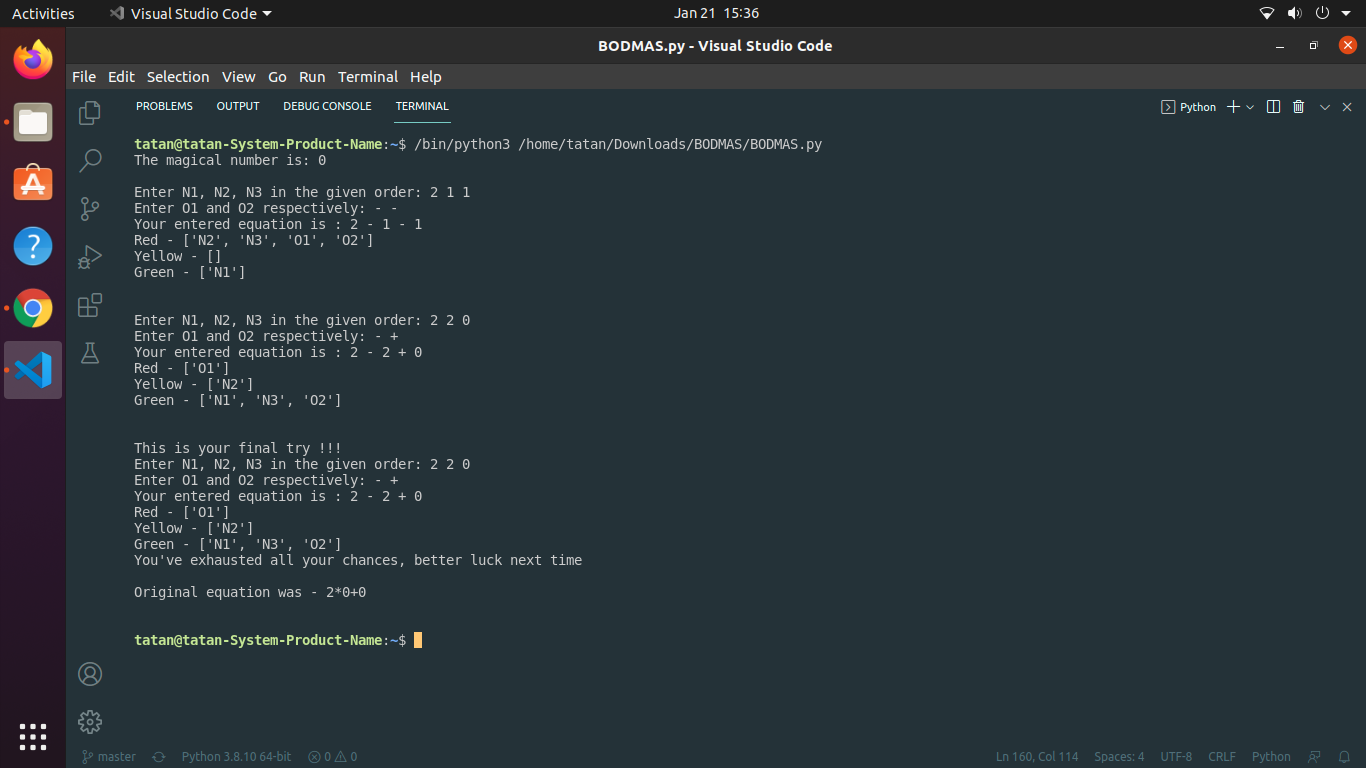 Activities Visual Studio Code Jan 21 15:36
BODMAS.py - Visual Studio Code
File Edit Selection View Go Run Terminal Help
PROBLEMS OUTPUT DEBUG CONSOLE TERMINAL Python
tatan@tatan-System-Product-Name:~$ /bin/python3 /home/tatan/Downloads/BODMAS/BODMAS.py
The magical number is: 0
Enter N1, N2, N3 in the given order: 2 1 1
Enter O1 and O2 respectively: - -
Your entered equation is : 2 - 1 - 1
Red - ['N2', 'N3', 'O1', 'O2']
Yellow - []
Green - ['N1']
Enter N1, N2, N3 in the given order: 2 2 0
Enter O1 and O2 respectively: - +
Your entered equation is : 2 - 2 + 0
Red - ['O1']
Yellow - ['N2']
Green - ['N1', 'N3', 'O2']
This is your final try !!!
Enter N1, N2, N3 in the given order: 2 2 0
Enter O1 and O2 respectively: - +
Your entered equation is : 2 - 2 + 0
Red - ['O1']
Yellow - ['N2']
Green - ['N1', 'N3', 'O2']
You've exhausted all your chances, better luck next time
Original equation was - 2*0+0
tatan@tatan-System-Product-Name:~$
master Python 3.8.10 64-bit 0 0 Ln 160, Col 114 Spaces: 4 UTF-8 CRLF Python